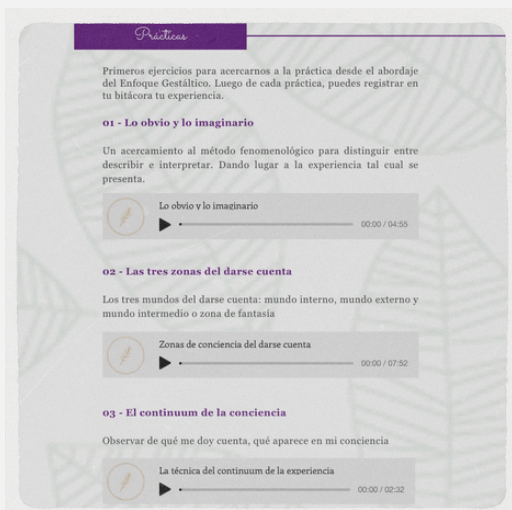 Prácticas
Primeros ejercicios para acercarnos a la práctica desde el abordaje
del Enfoque Gestáltico. Luego de cada práctica, puedes registrar en
tu bitácora tu experiencia.
01 - Lo obvio y lo imaginario
Un acercamiento al método fenomenológico para distinguir entre
describir e interpretar. Dando lugar a la experiencia tal cual se
presenta.
Lo obvio y lo imaginario
00:00 / 04:55
02 - Las tres zonas del darse cuenta
Los tres mundos del darse cuenta: mundo interno, mundo externo y
mundo intermedio o zona de fantasía
Zonas de conciencia del darse cuenta
00:00 / 07:52
03 - El continuum de la conciencia
Observar de qué me doy cuenta, qué aparece en mi conciencia
La técnica del continuum de la experiencia
00:00 / 02:32